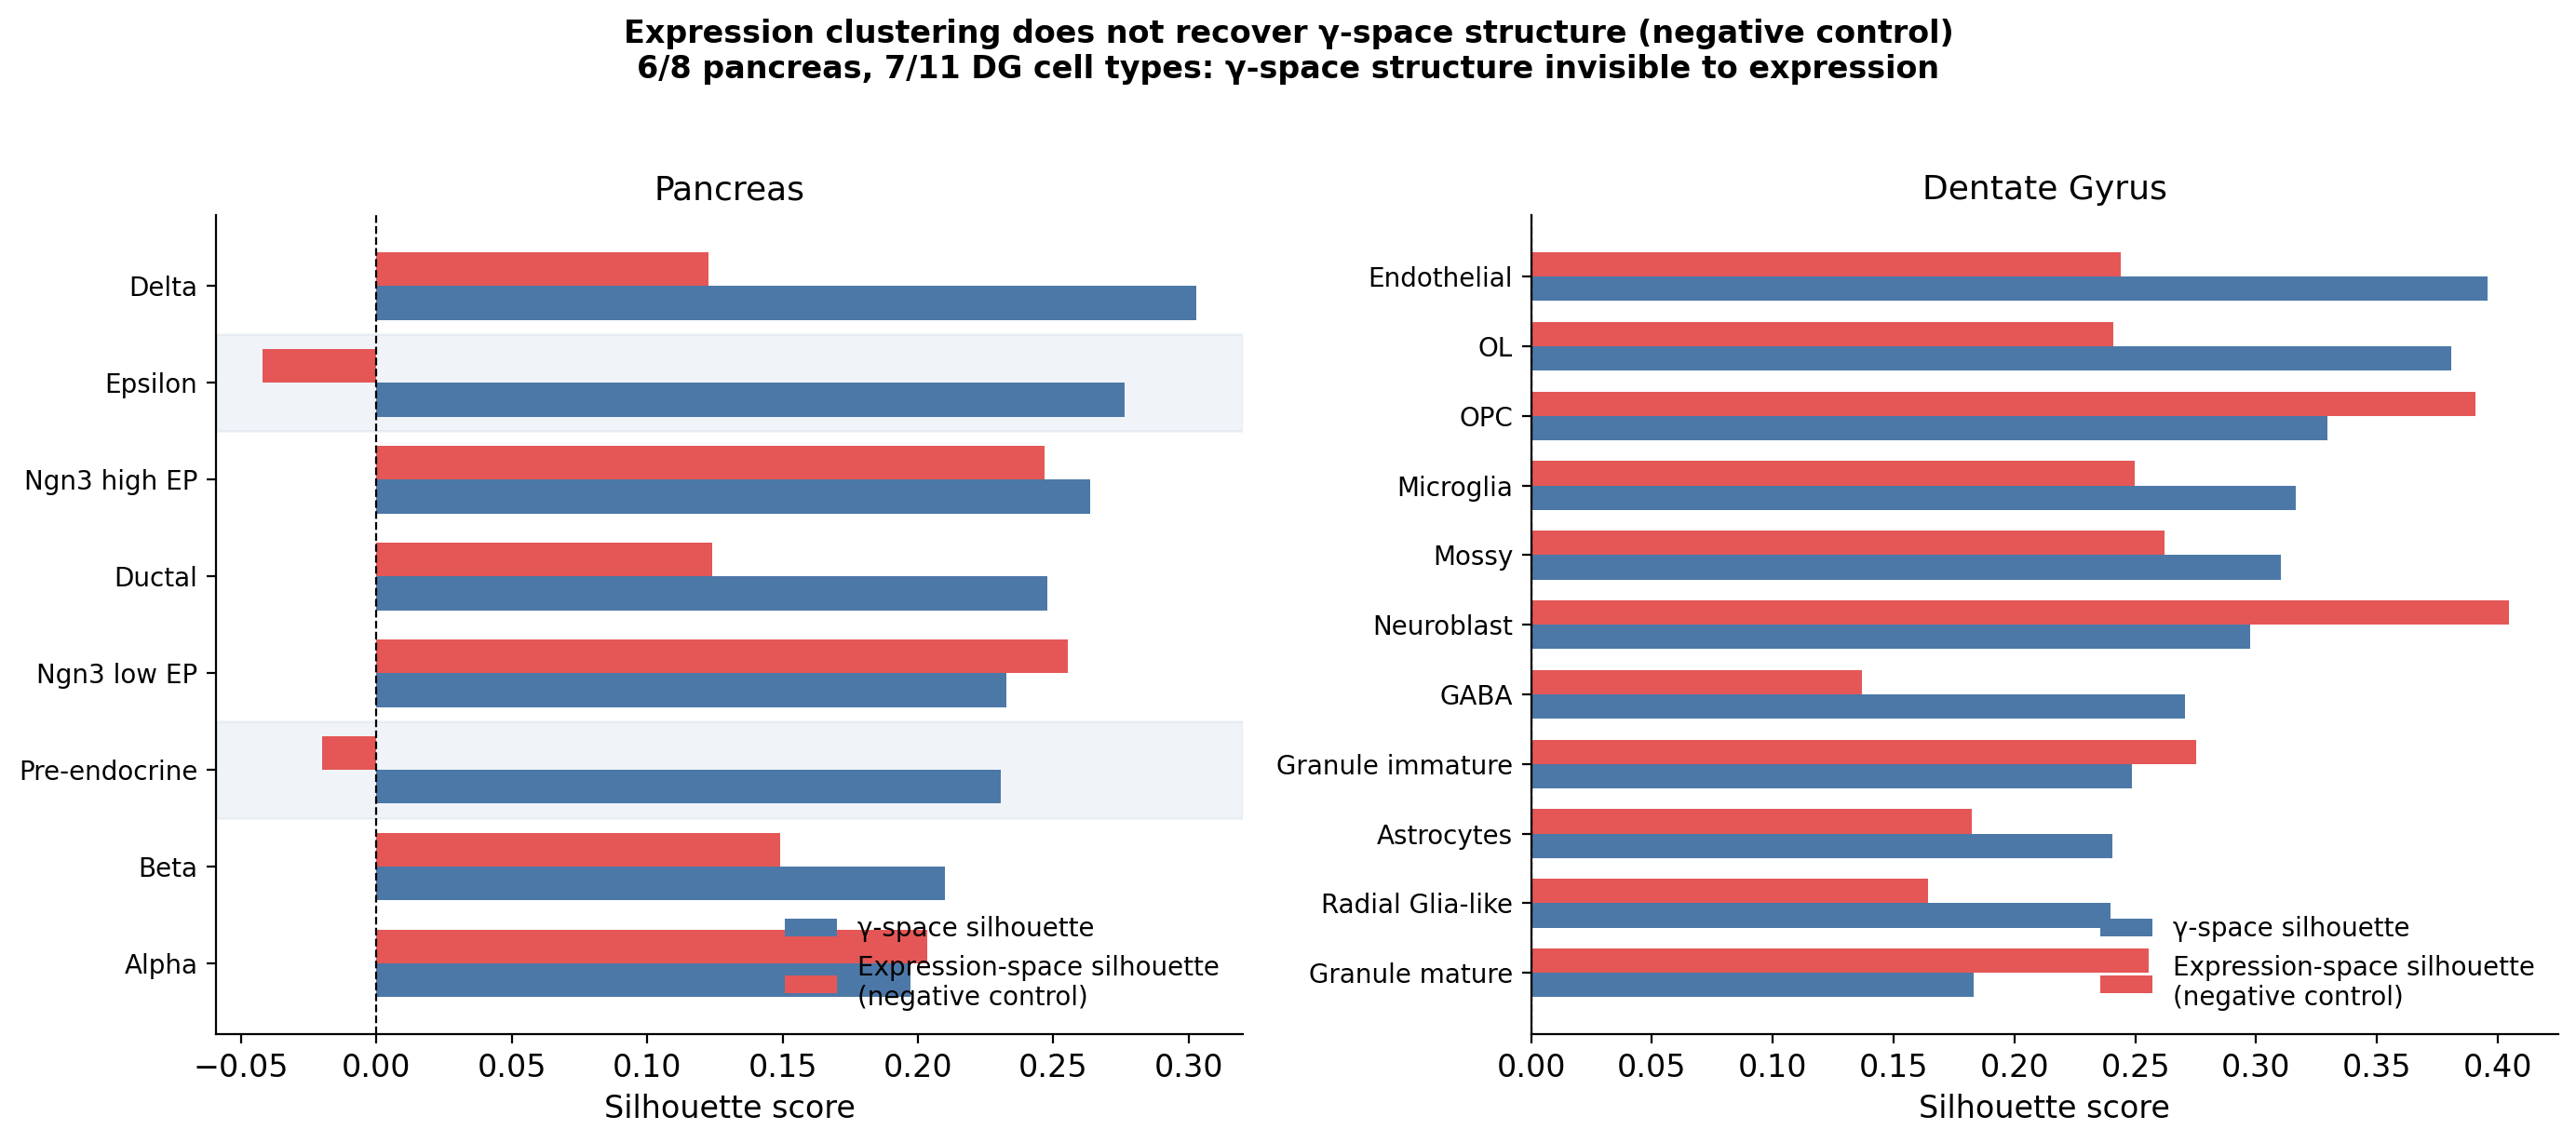 Expression clustering does not recover γ-space structure (negative control)
6/8 pancreas, 7/11 DG cell types: γ-space structure invisible to expression
Pancreas
Delta
Epsilon
Ngn3 high EP
Ductal
Ngn3 low EP
Pre-endocrine
Beta
Alpha
γ-space silhouette
Expression-space silhouette
(negative control)
−0.05 0.00 0.05 0.10 0.15 0.20 0.25 0.30
Silhouette score
Dentate Gyrus
Endothelial
OL
OPC
Microglia
Mossy
Neuroblast
GABA
Granule immature
Astrocytes
Radial Glia-like
Granule mature
γ-space silhouette
Expression-space silhouette
(negative control)
0.00 0.05 0.10 0.15 0.20 0.25 0.30 0.35 0.40
Silhouette score